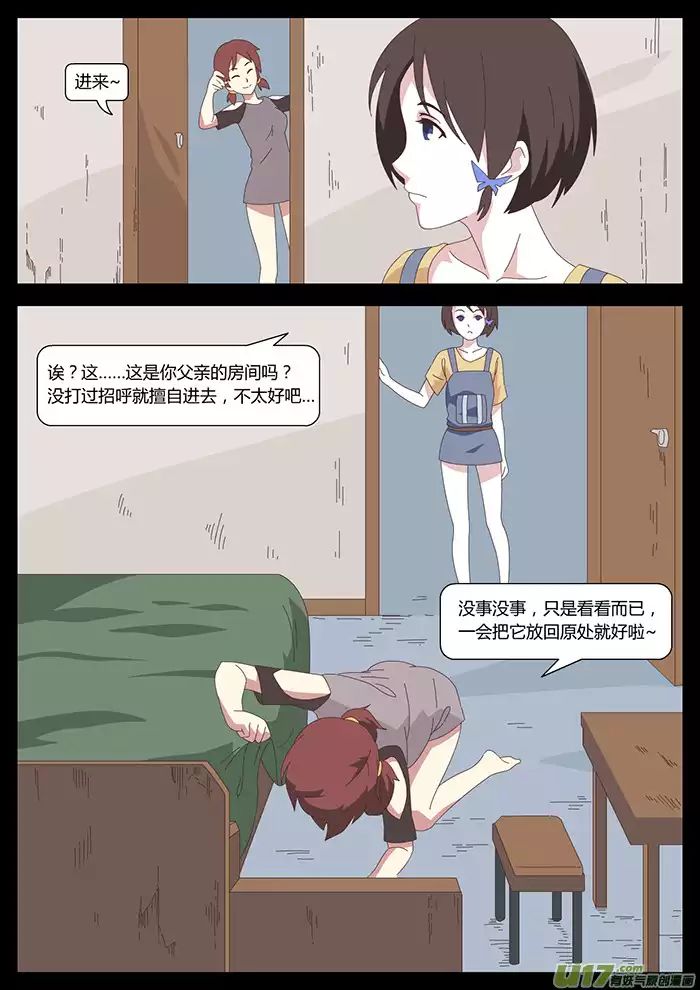 进来~
诶？这……这是你父亲的房间吗？
没打过招呼就擅自进去，不太好吧…
没事没事，只是看看而已，
一会把它放回原处就好啦~
U17.com
有妖气原创漫画